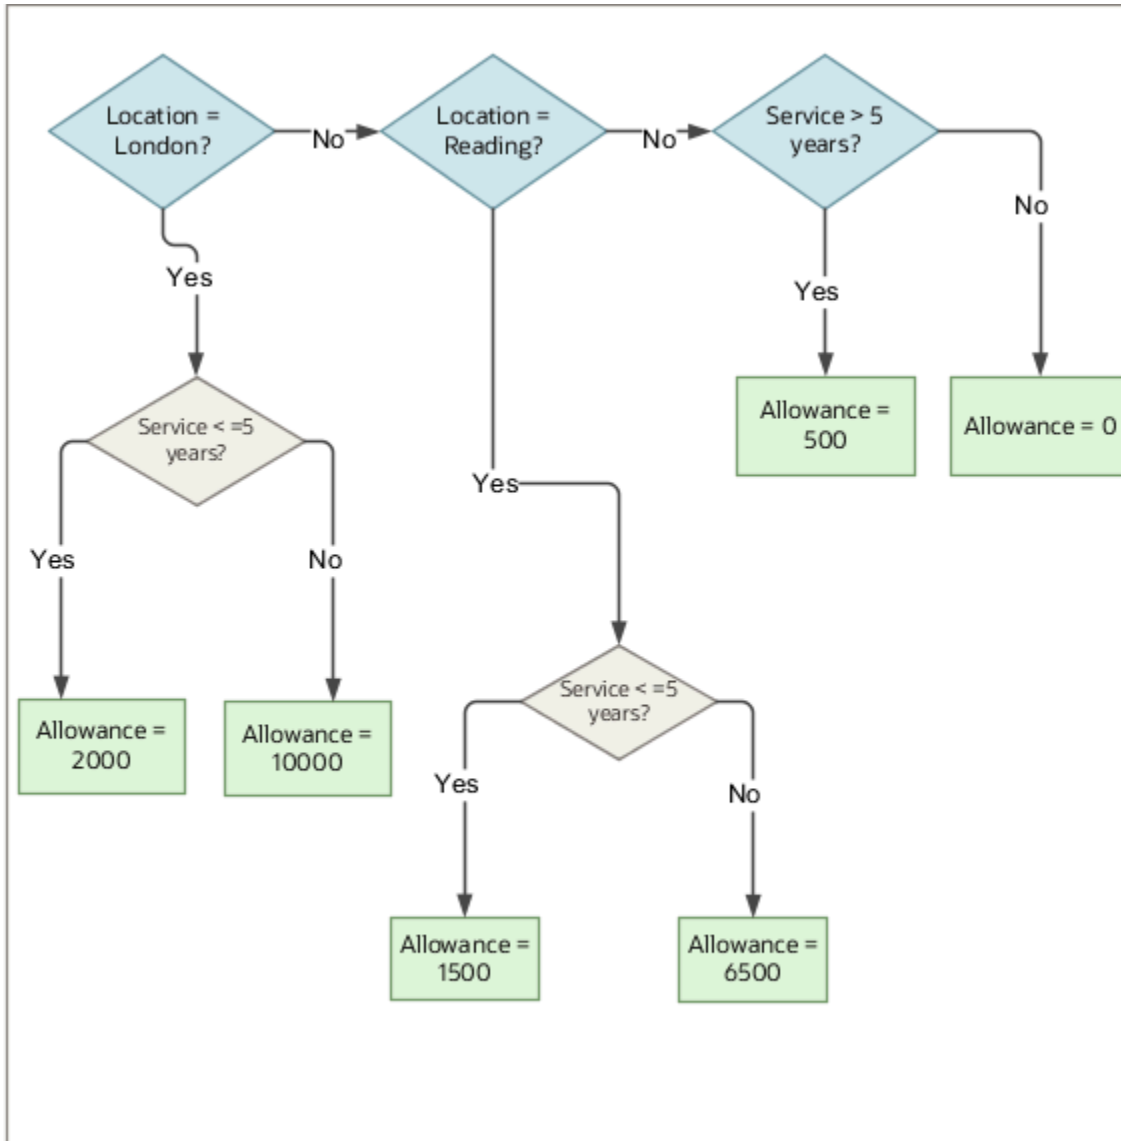 Location =
London?
No
Location =
Reading?
No
Service > 5
years?
No
Yes
Yes
Allowance =
500
Allowance = 0
Service < =5
years?
Yes
Yes
No
Service < =5
years?
Allowance =
2000
Allowance =
10000
Yes
No
Allowance =
1500
Allowance =
6500